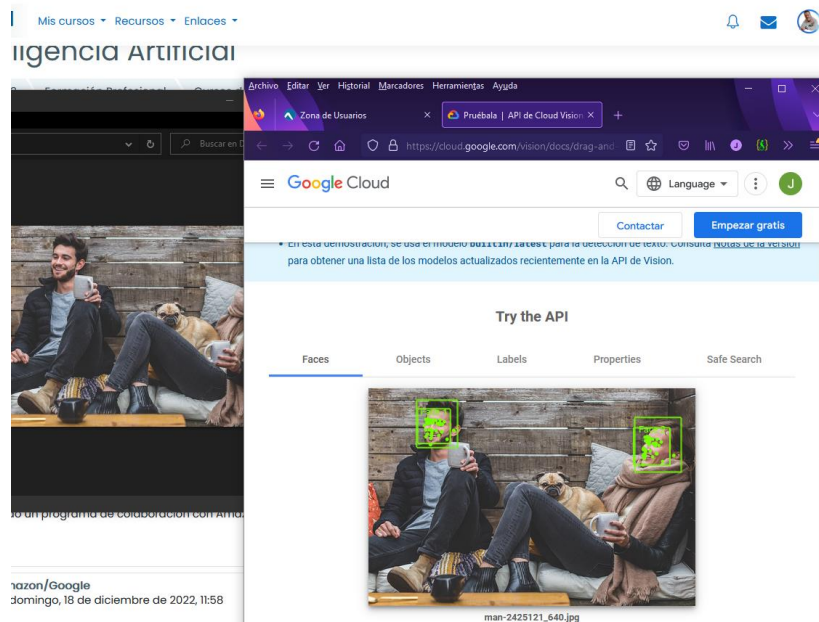 Mis cursos Recursos Enlaces
ligencia Artificial
Archivo Editar Ver Historial Marcadores Herramientas Ayuda
Zona de Usuarios
Pruébala | API de Cloud Vision
Buscar en D
https://cloud.google.com/vision/docs/drag-and
Google Cloud
Language
J
Contactar
Empezar gratis
En esta demostración, se usa el modelo builtin/latest para la detección de texto. Consulta Notas de la versión
para obtener una lista de los modelos actualizados recientemente en la API de Vision.
Try the API
Faces Objects Labels Properties Safe Search
man-2425121_640.jpg
do un programa de colaboración con Ama
nazon/Google
domingo, 18 de diciembre de 2022, 11:58